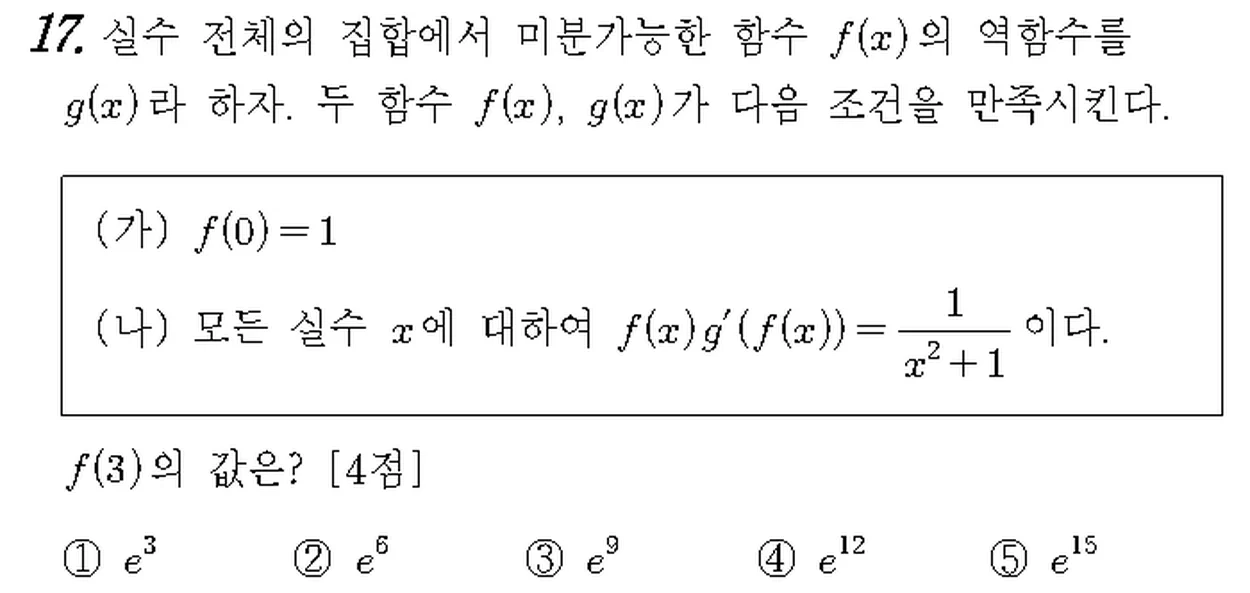 17. 실수 전체의 집합에서 미분가능한 함수 f(x)의 역함수를
g(x)라 하자. 두 함수 f(x), g(x)가 다음 조건을 만족시킨다.
(가) f(0)=1
(나) 모든 실수 x에 대하여 f(x)g′(f(x))=1/(x²+1) 이다.
f(3)의 값은? [4점]
① e³ ② e⁶ ③ e⁹ ④ e¹² ⑤ e¹⁵